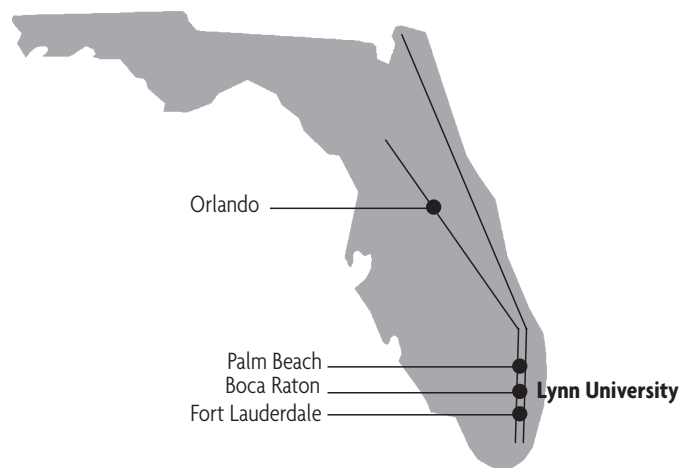 Orlando
Palm Beach
Boca Raton
Lynn University
Fort Lauderdale